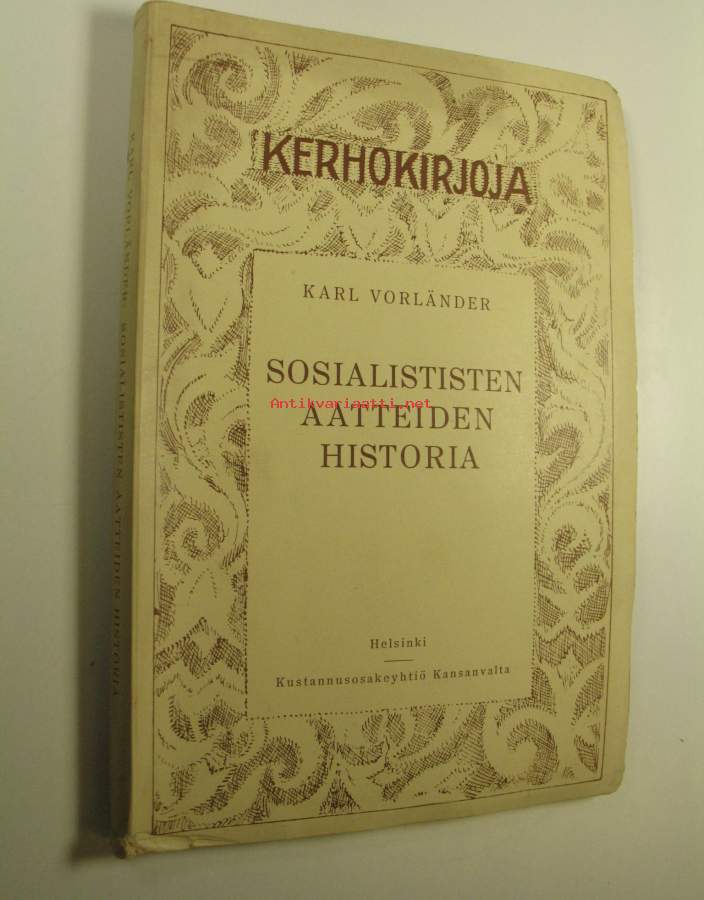 KERHOKIRJOJA
KARL VORLÄNDER
SOSIALISTISTEN
Antikvariaatti.net
AATTEIDEN
HISTORIA
Helsinki
Kustannusosakeyhtiö Kansanvalta
KARL VORLÄNDER: SOSIALISTISTEN AATTEIDEN HISTORIA